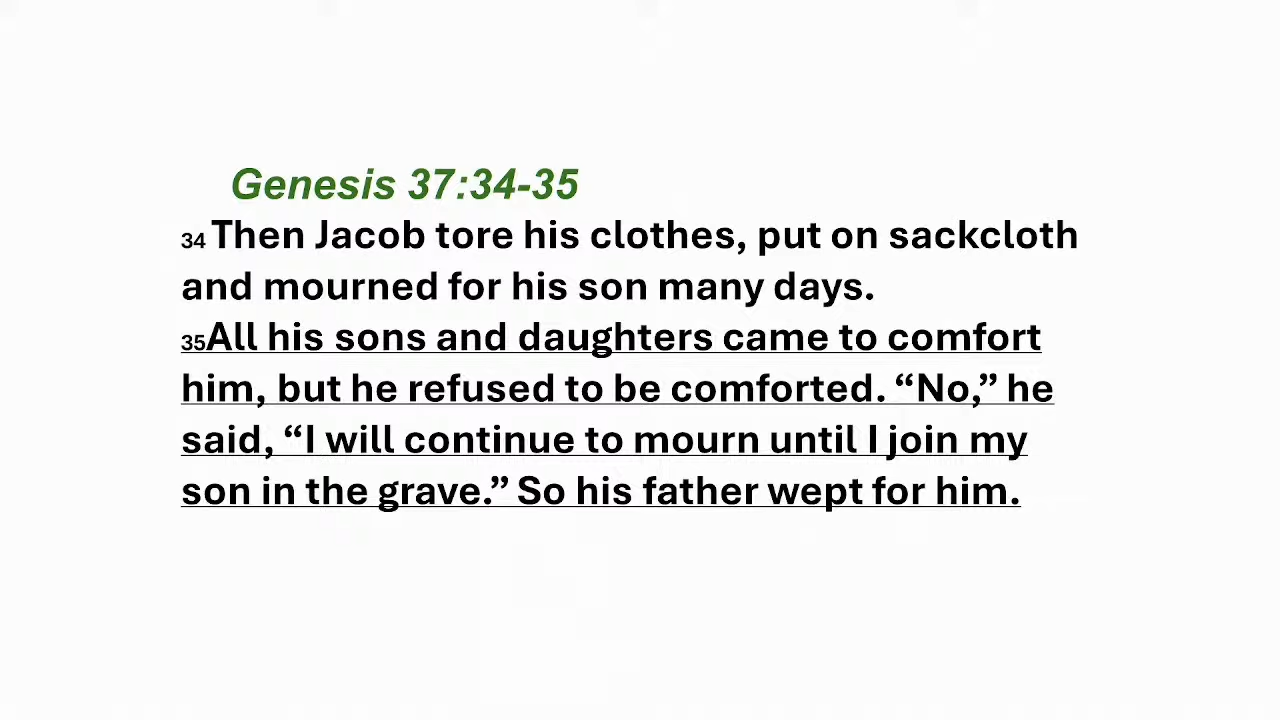 Genesis 37:34-35
34 Then Jacob tore his clothes, put on sackcloth
and mourned for his son many days.
35All his sons and daughters came to comfort
him, but he refused to be comforted. “No,” he
said, “I will continue to mourn until I join my
son in the grave.” So his father wept for him.